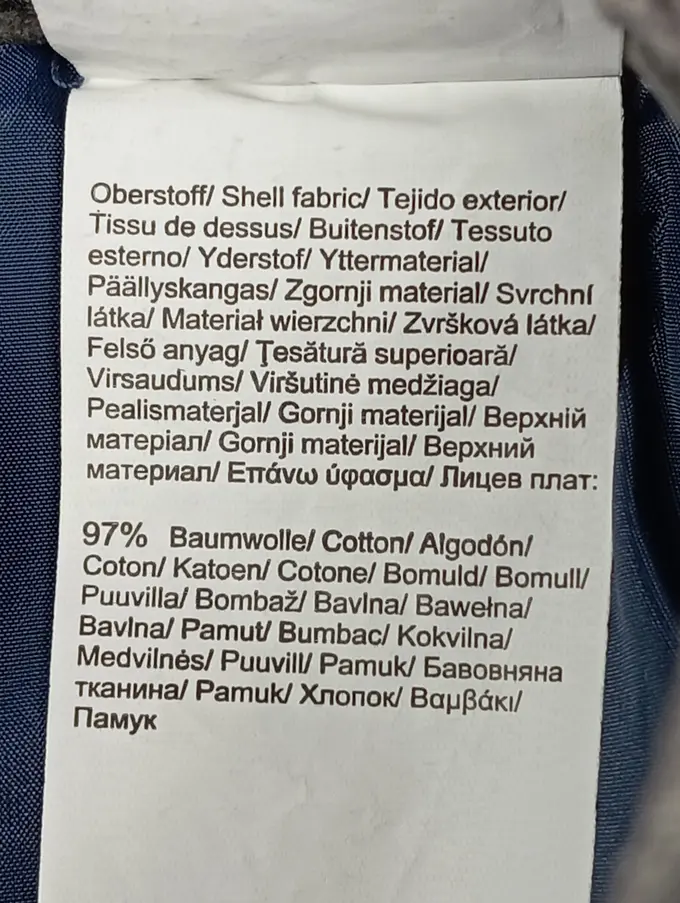 Oberstoff/ Shell fabric/ Tejido exterior/
Tissu de dessus/ Buitenstof/ Tessuto
esterno/ Yderstof/ Yttermaterial/
Päällyskangas/ Zgornji material/ Svrchní
látka/ Materiał wierzchni/ Zvršková látka/
Felső anyag/ Ţesătură superioară/
Virsaudums/ Viršutinė medžiaga/
Pealismaterjal/ Gornji materijal/ Верхній
матеріал/ Gornji materijal/ Верхний
материал/ Επάνω ύφασμα/ Лицев плат:
97% Baumwolle/ Cotton/ Algodón/
Coton/ Katoen/ Cotone/ Bomuld/ Bomull/
Puuvilla/ Bombaž/ Bavlna/ Bawełna/
Bavlna/ Pamut/ Bumbac/ Kokvilna/
Medvilnės/ Puuvill/ Pamuk/ Бавовняна
тканина/ Pamuk/ Хлопок/ Βαμβάκι/
Памук